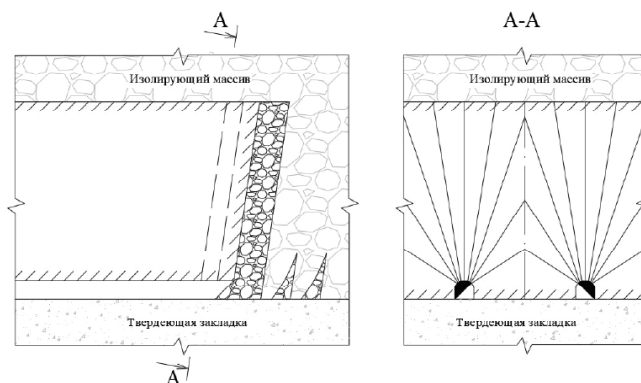 А
А-А
Изолирующий массив
Изолирующий массив
Твердеющая закладка
Твердеющая закладка
А